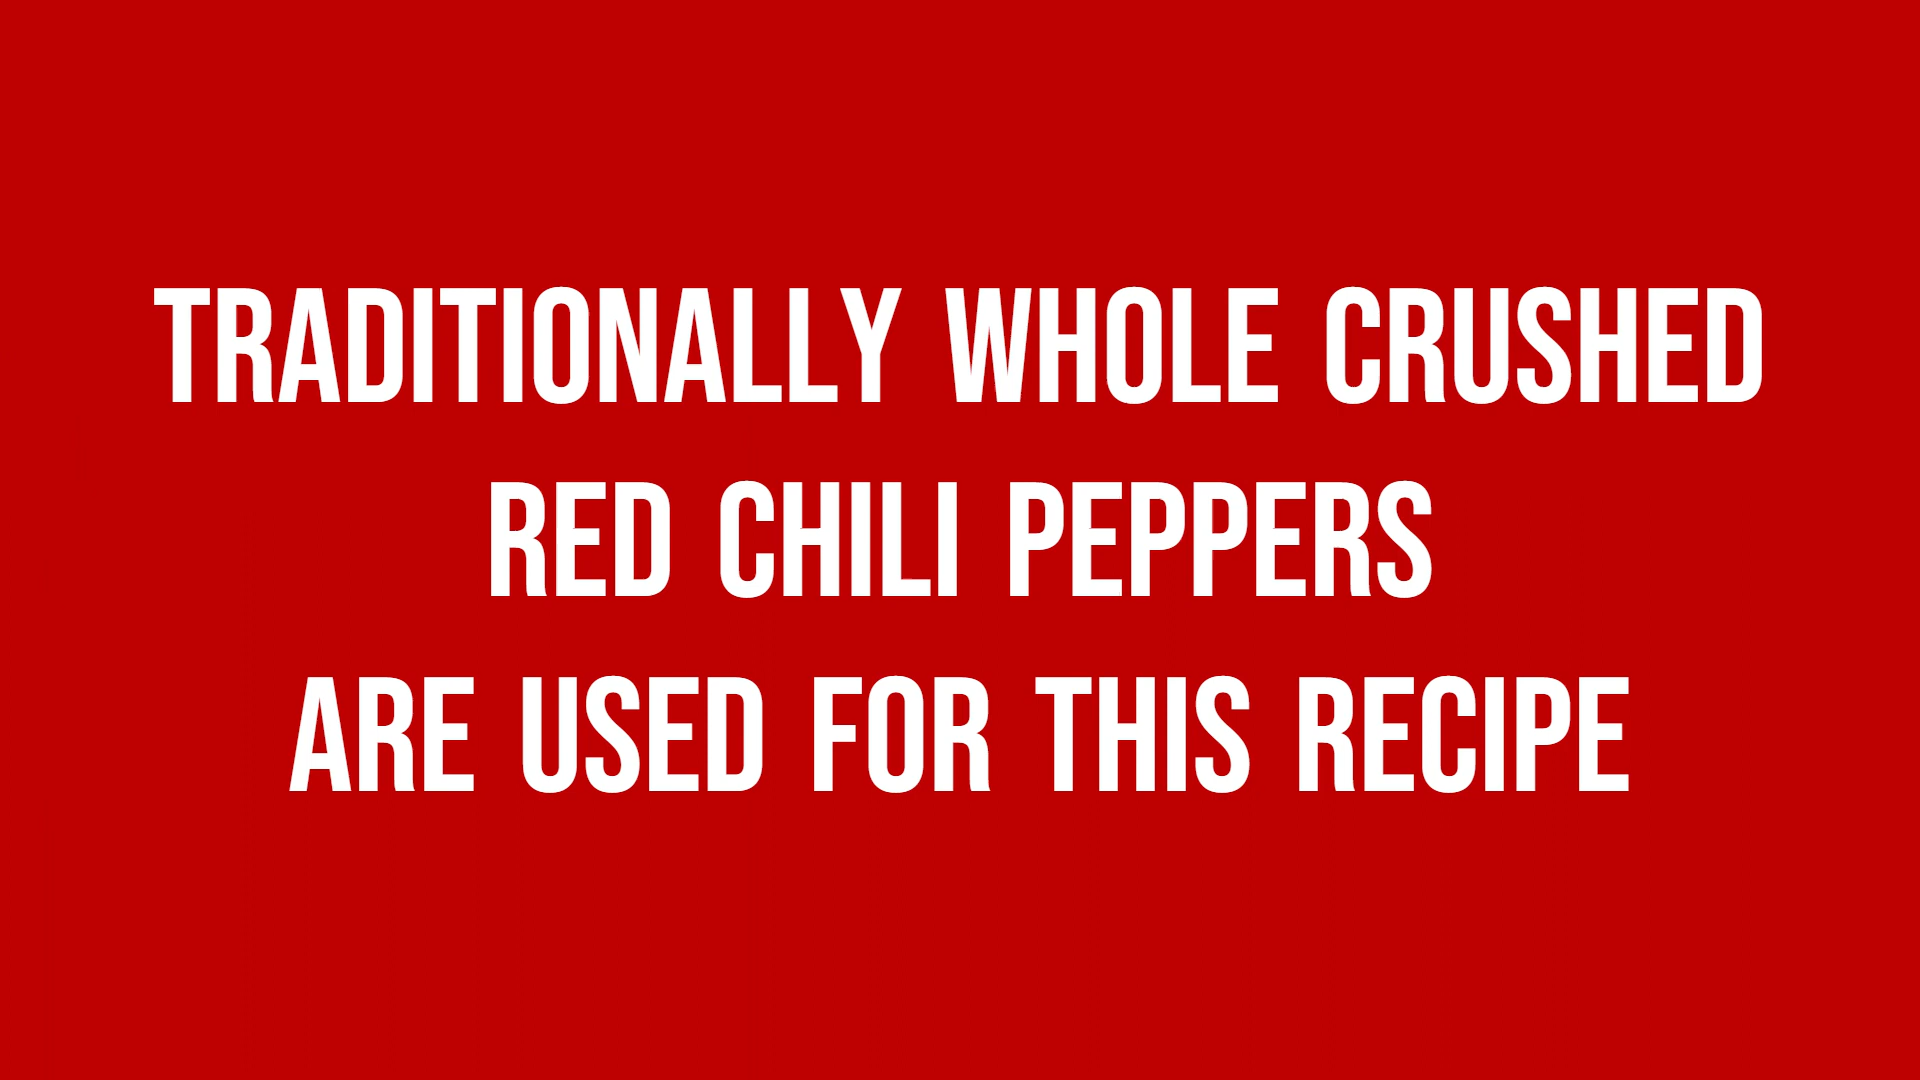 TRADITIONALLY WHOLE CRUSHED
RED CHILI PEPPERS
ARE USED FOR THIS RECIPE